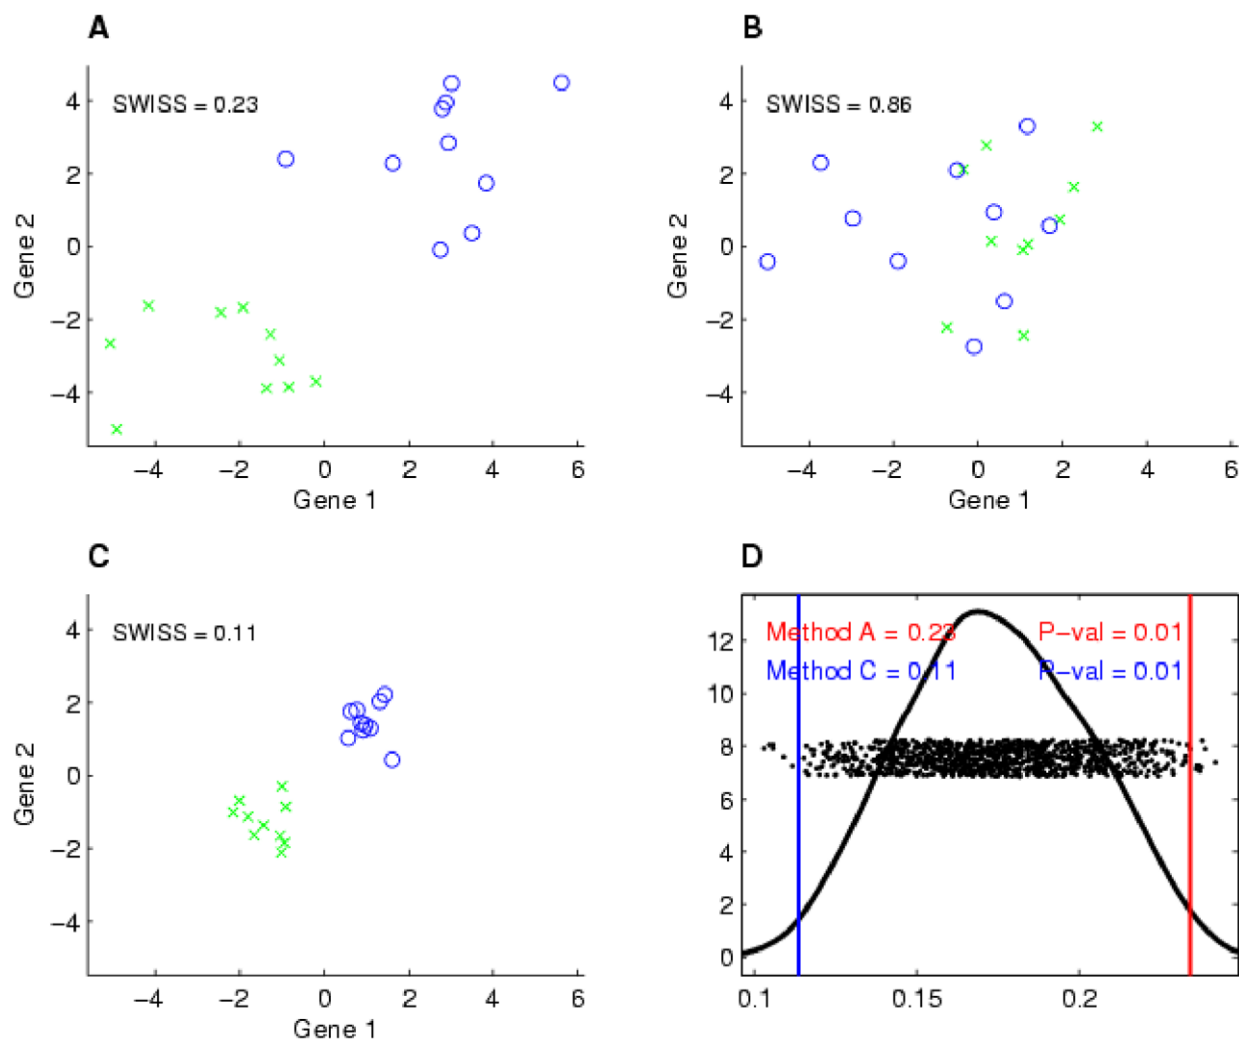 A
SWISS = 0.23
4
2
0
−2
−4
Gene 2
−4 −2 0 2 4 6
Gene 1
B
SWISS = 0.86
4
2
0
−2
−4
Gene 2
−4 −2 0 2 4 6
Gene 1
C
SWISS = 0.11
4
2
0
−2
−4
Gene 2
−4 −2 0 2 4 6
Gene 1
D
Method A = 0.23 P−val = 0.01
Method C = 0.11 P−val = 0.01
12
10
8
6
4
2
0
0.1 0.15 0.2